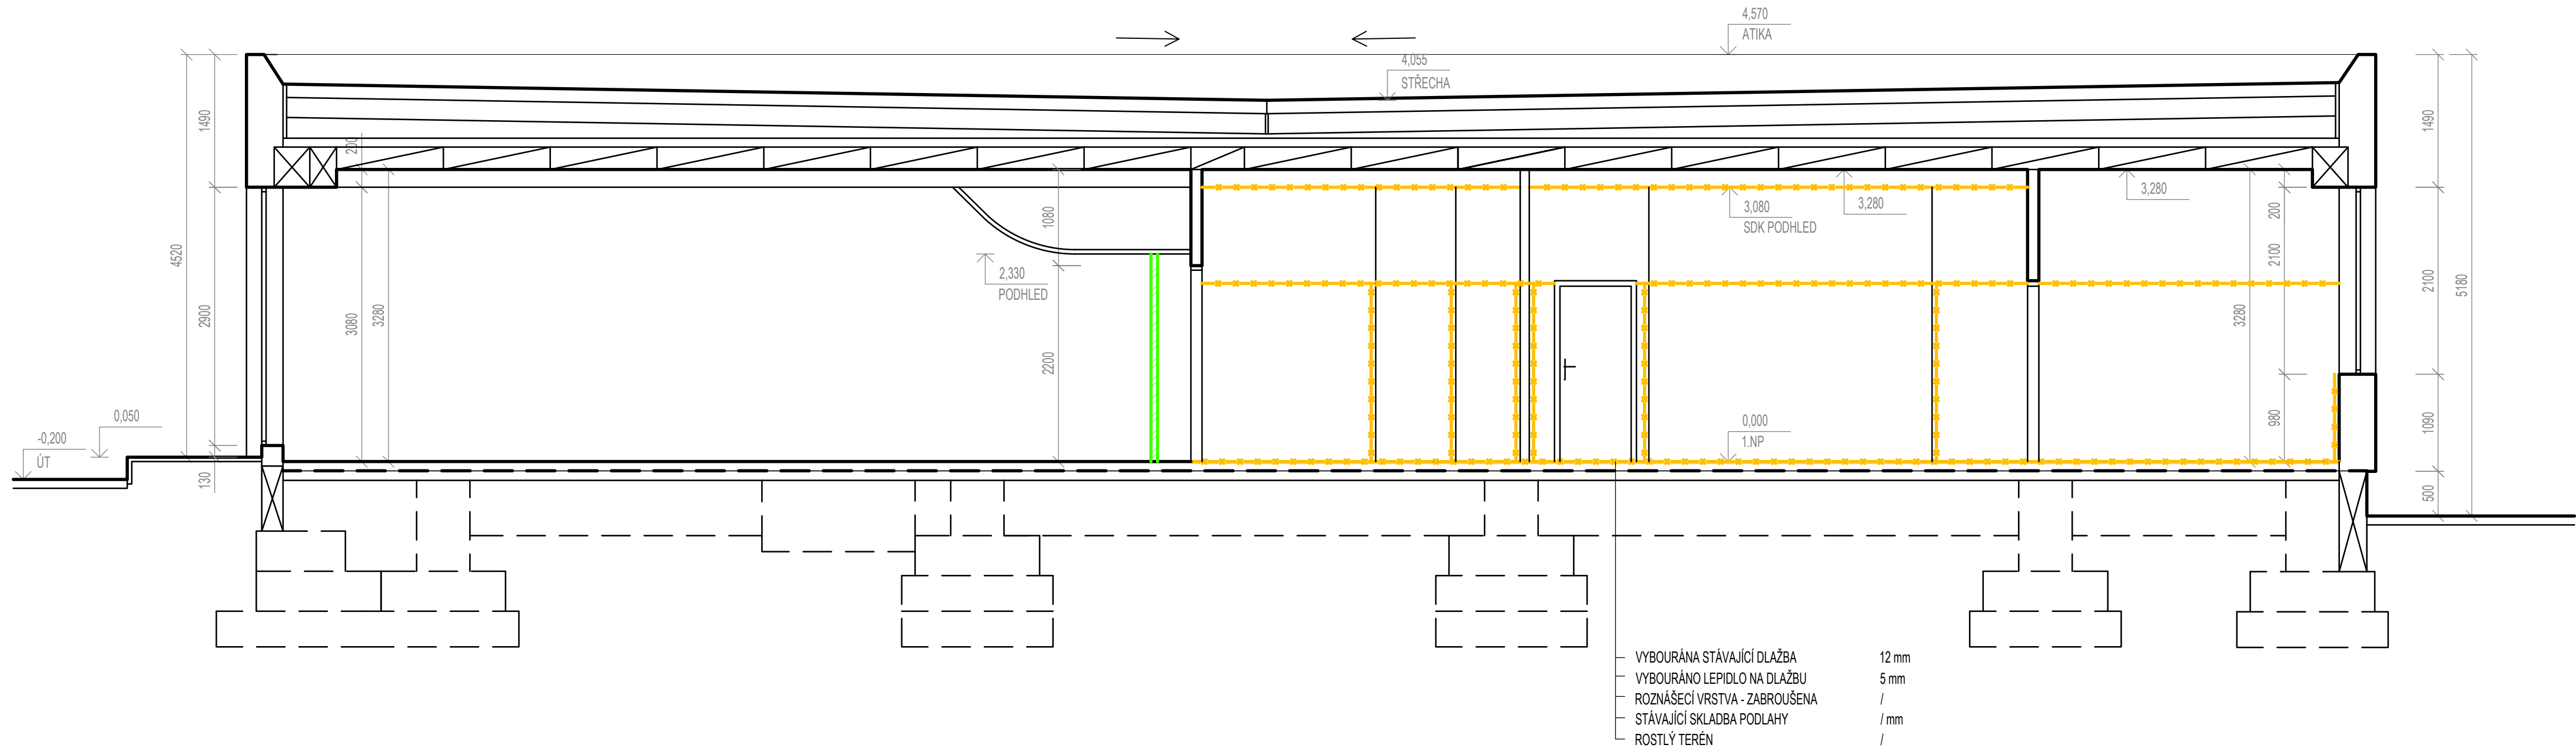 4,570
ATIKA
4,055
STŘECHA
1490
200
1490
4520
2900
3080
3280
1080
2200
2,330
PODHLED
3,080
SDK PODHLED
3,280
3,280
200
2100
3280
980
2100
5180
1090
500
-0,200
ÚT
0,050
130
0,000
1.NP
VYBOURÁNA STÁVAJÍCÍ DLAŽBA 12 mm
VYBOURÁNO LEPIDLO NA DLAŽBU 5 mm
ROZNÁŠECÍ VRSTVA - ZABROUŠENA /
STÁVAJÍCÍ SKLADBA PODLAHY / mm
ROSTLÝ TERÉN /